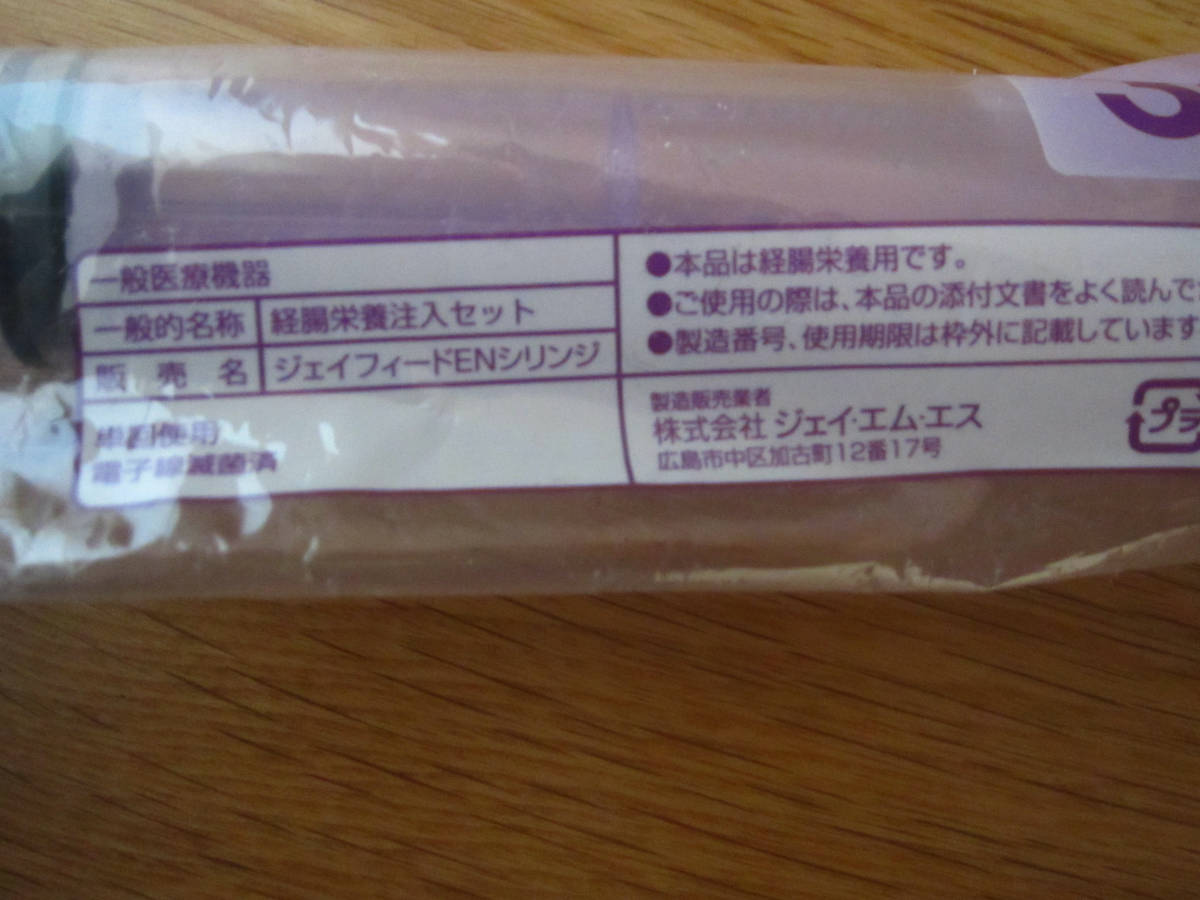 一般医療機器
一般的名称 経腸栄養注入セット
販売名 ジェイフィードENシリンジ
単回使用
電子線滅菌済
●本品は経腸栄養用です。
●ご使用の際は、本品の添付文書をよく読んで
●製造番号、使用期限は枠外に記載しています
製造販売業者
株式会社 ジェイ・エム・エス
広島市中区加古町12番17号
プラ